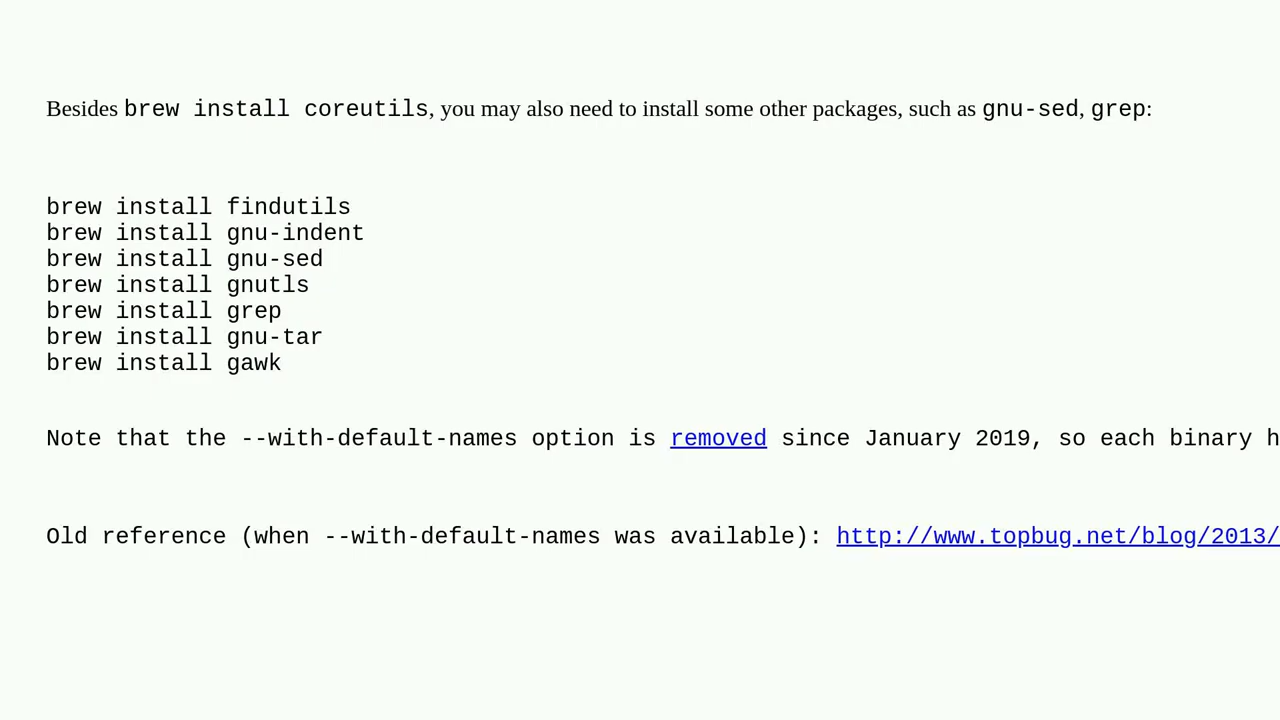 Besides brew install coreutils, you may also need to install some other packages, such as gnu-sed, grep:
brew install findutils
brew install gnu-indent
brew install gnu-sed
brew install gnutls
brew install grep
brew install gnu-tar
brew install gawk
Note that the --with-default-names option is removed since January 2019, so each binary
Old reference (when --with-default-names was available): http://www.topbug.net/blog/2013/